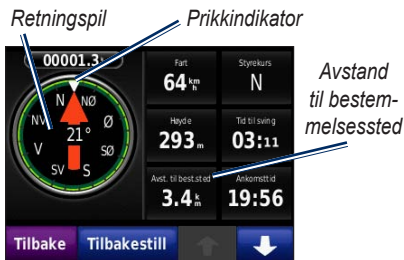 Retningspil
Prikkindikator
00001.3
N
NØ
Ø
SØ
S
SV
V
NV
21°
Fart
64 km/h
Styrekurs
N
Høyde
293 m
Tid til sving
03:11
Avst. til best.sted
3.4 km
Ankomsttid
19:56
Avstand
til bestem-
melsessted
Tilbake
Tilbakestill